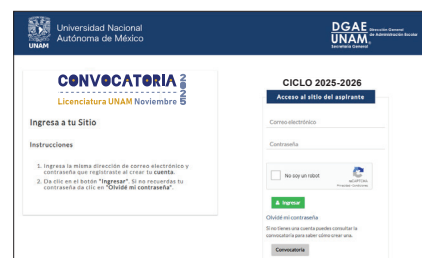 Universidad Nacional
Autónoma de México
UNAM
DGAE
UNAM
Dirección General
de Administración Escolar
Secretaría General
CONVOCATORIA 2025
Licenciatura UNAM Noviembre
Ingresa a tu Sitio
Instrucciones
1. Ingresa la misma dirección de correo electrónico y
contraseña que registraste al crear tu cuenta.
2. Da clic en el botón "Ingresar". Si no recuerdas tu
contraseña da clic en "Olvidé mi contraseña".
CICLO 2025-2026
Acceso al sitio del aspirante
Correo electrónico
Contraseña
No soy un robot
reCAPTCHA
Ingresar
Olvidé mi contraseña
Si no tienes una cuenta puedes consultar la
convocatoria para saber cómo crear una.
Convocatoria